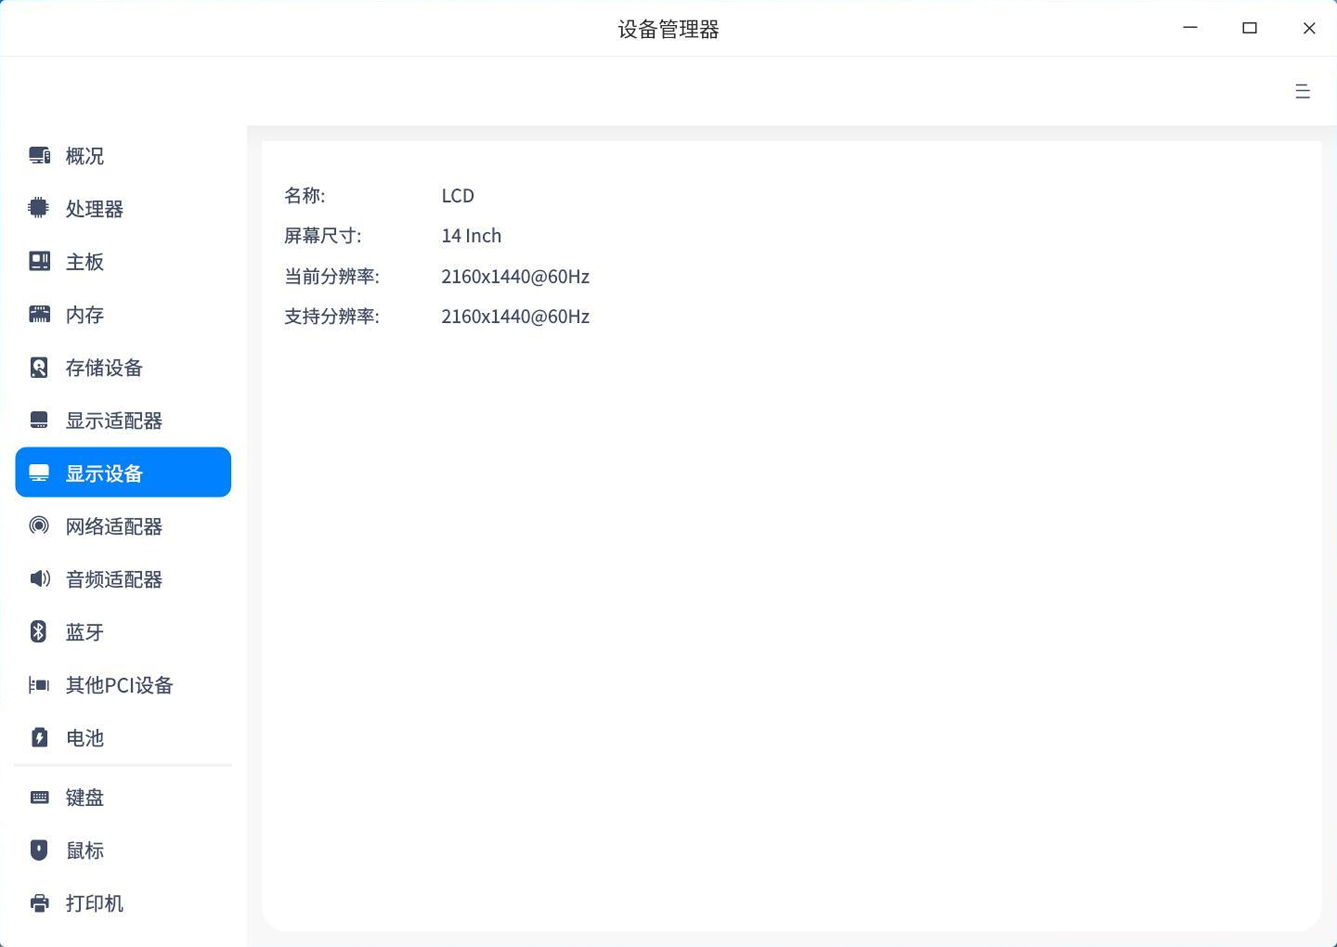 设备管理器
概况
处理器
主板
内存
存储设备
显示适配器
显示设备
网络适配器
音频适配器
蓝牙
其他PCI设备
电池
键盘
鼠标
打印机
名称: LCD
屏幕尺寸: 14 Inch
当前分辨率: 2160x1440@60Hz
支持分辨率: 2160x1440@60Hz